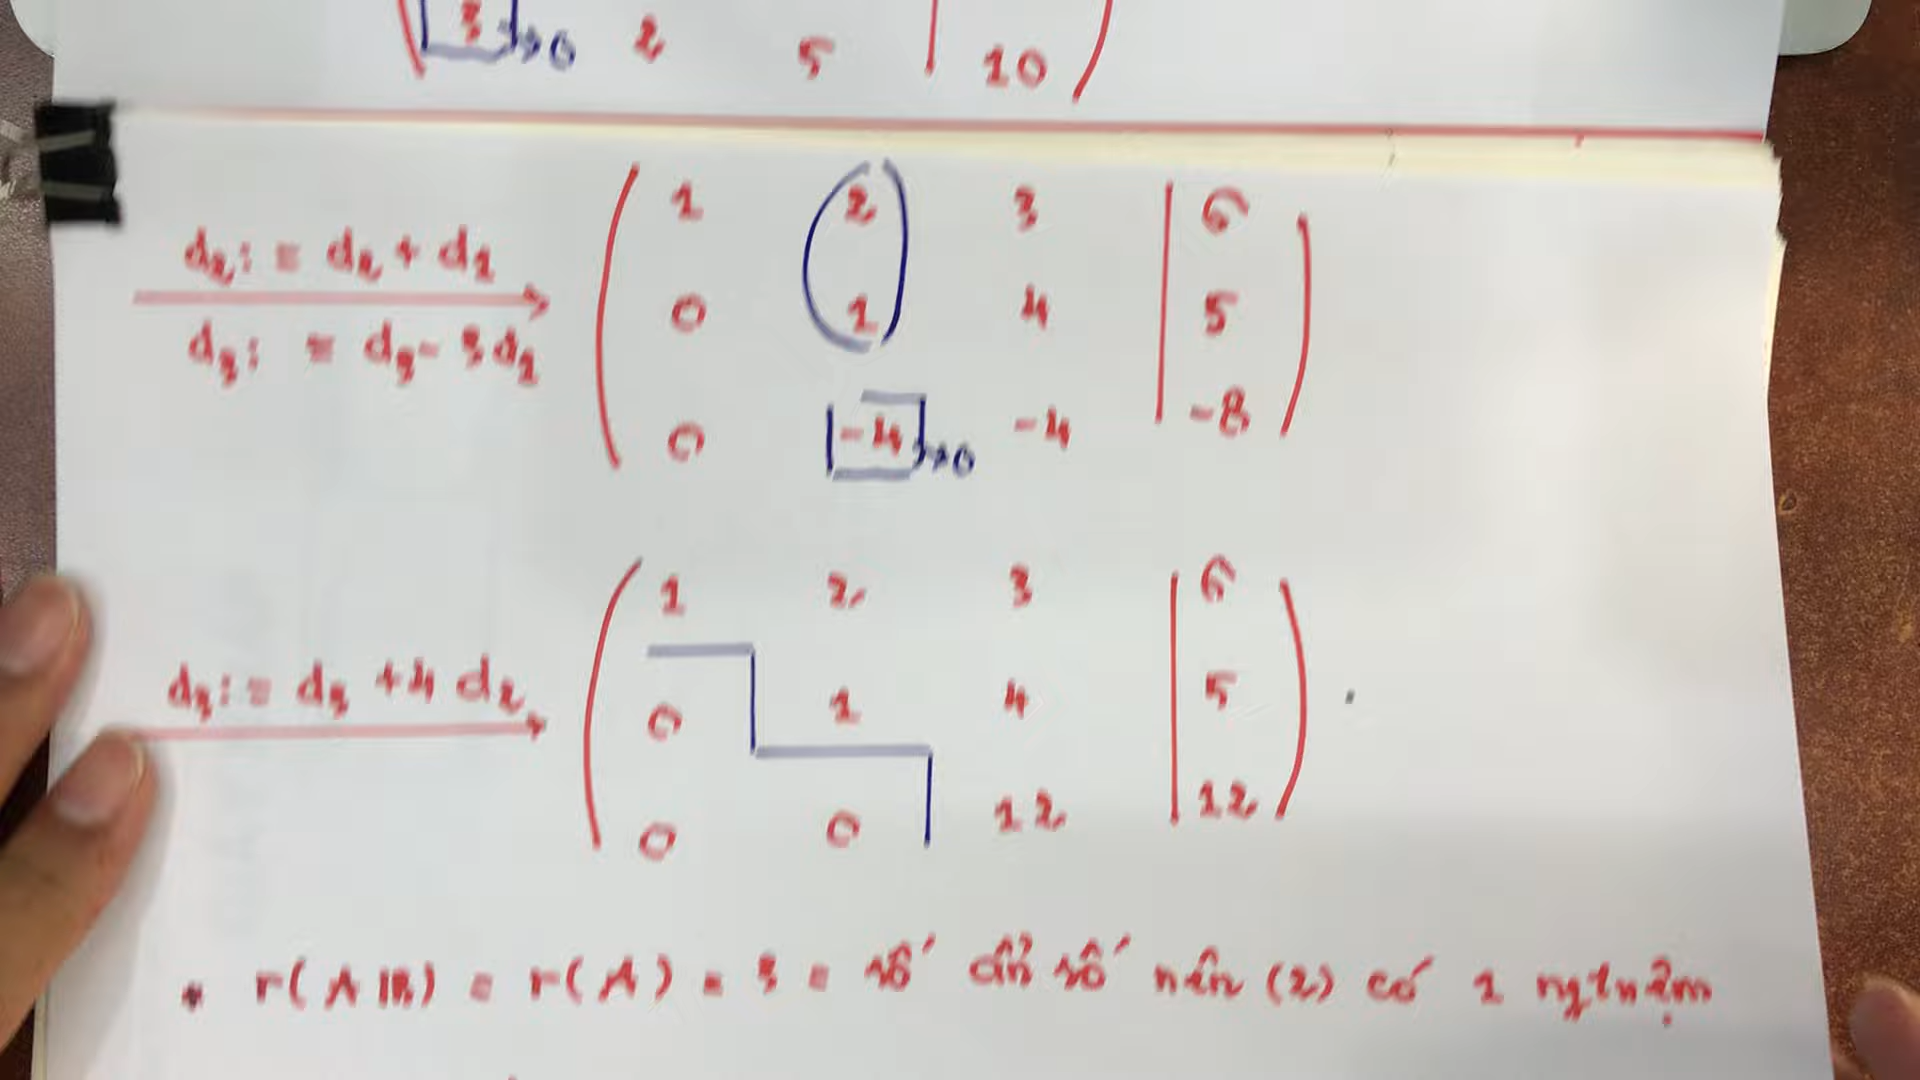 3 →0 2 5 | 10
d₂ := d₂ + d₁
d₃ := d₃ - 3d₁
1 2 3 | 6
0 1 4 | 5
0 -4 →0 -4 | -8
d₃ := d₃ + 4d₂
1 2 3 | 6
0 1 4 | 5
0 0 12 | 12
* r(A|B) = r(A) = 3 = số ẩn số nên (2) có 1 nghiệm